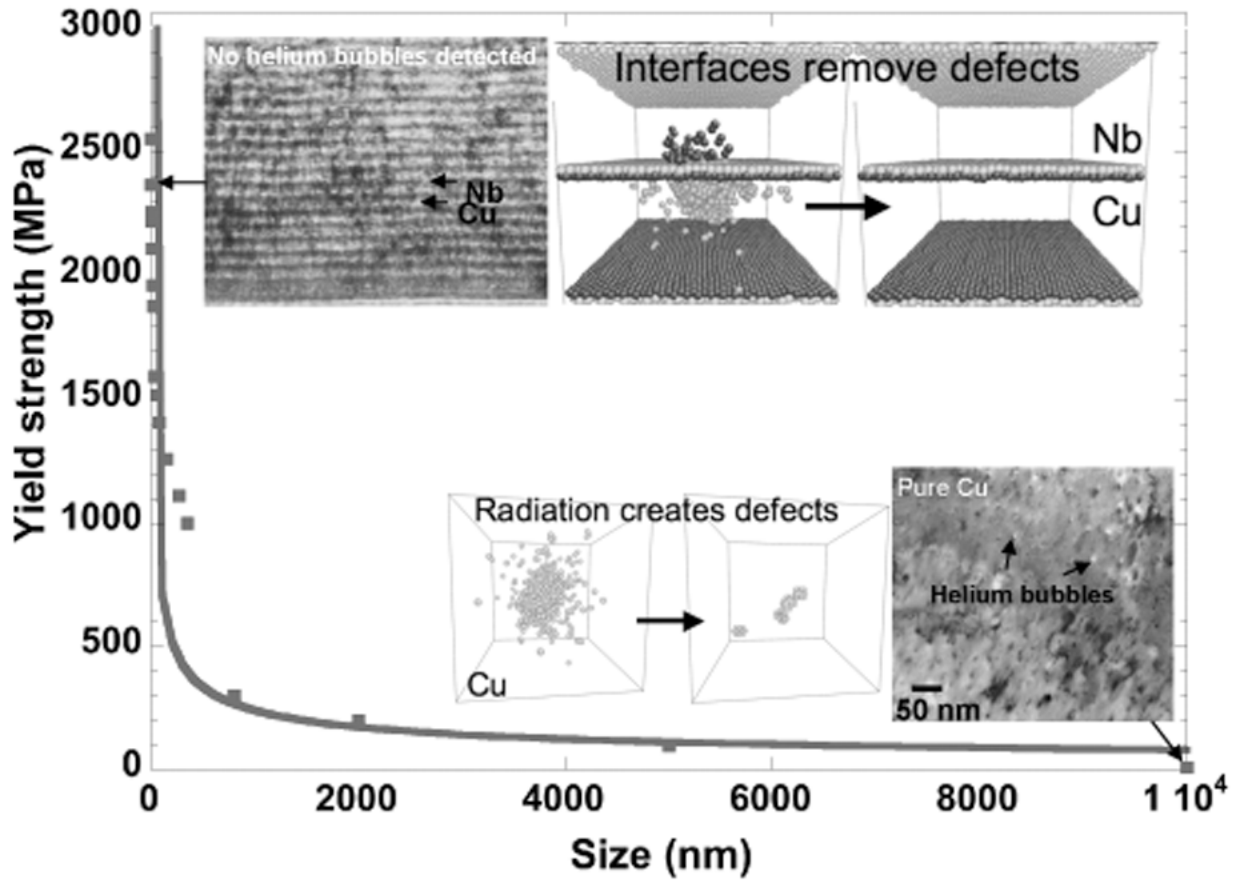 3000
2500
2000
1500
1000
500
0
Yield strength (MPa)
No helium bubbles detected
Nb
Cu
Interfaces remove defects
Nb
Cu
Radiation creates defects
Cu
Pure Cu
Helium bubbles
50 nm
0 2000 4000 6000 8000 1 10⁴
Size (nm)